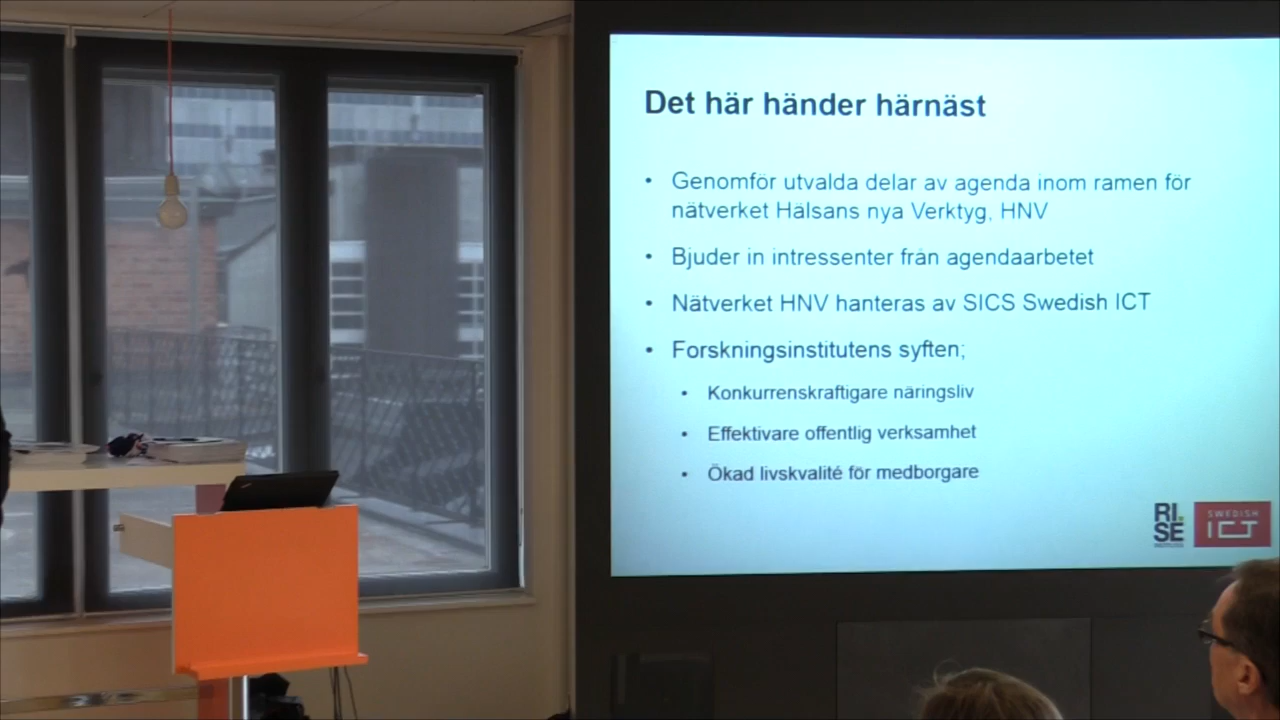 Det här händer härnäst
• Genomför utvalda delar av agenda inom ramen för
nätverket Hälsans nya Verktyg, HNV
• Bjuder in intressenter från agendaarbetet
• Nätverket HNV hanteras av SICS Swedish ICT
• Forskningsinstitutens syften;
• Konkurrenskraftigare näringsliv
• Effektivare offentlig verksamhet
• Ökad livskvalité för medborgare
RI.
SE
SWEDISH
ICT